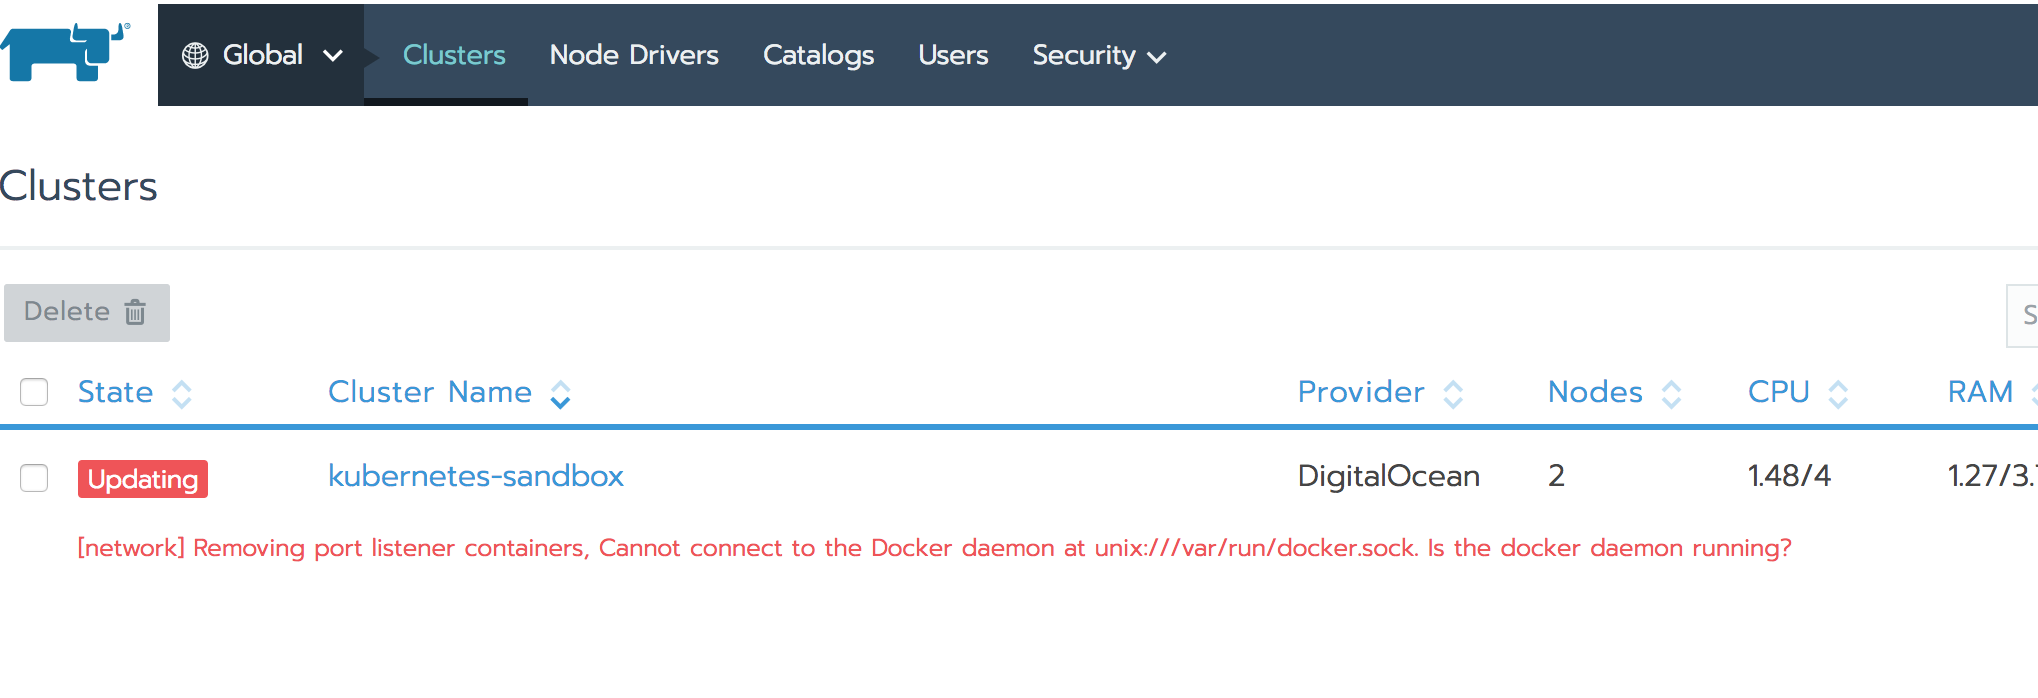 Global Clusters Node Drivers Catalogs Users Security
Clusters
Delete
State Cluster Name Provider Nodes CPU RAM
Updating kubernetes-sandbox DigitalOcean 2 1.48/4 1.27/3.
[network] Removing port listener containers, Cannot connect to the Docker daemon at unix:///var/run/docker.sock. Is the docker daemon running?